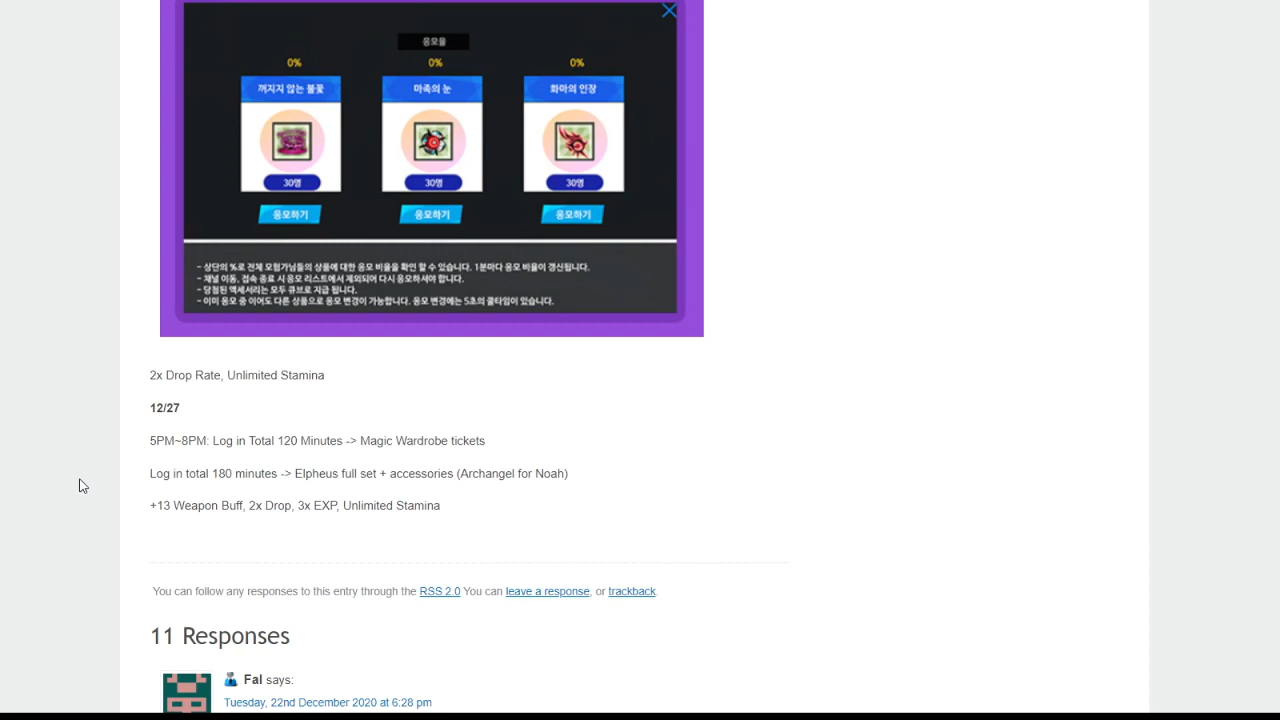 응모율
0% 0% 0%
꺼지지 않는 불꽃 마족의 눈 화마의 인장
30명 30명 30명
응모하기 응모하기 응모하기
- 상단의 %로 전체 모험가님들의 상품에 대한 응모 비율을 확인 할 수 있습니다. 1분마다 응모 비율이 갱신됩니다.
- 채널 이동, 접속 종료 시 응모 리스트에서 제외되어 다시 응모하셔야 합니다.
- 당첨된 액세서리는 모두 큐브로 지급 됩니다.
- 이미 응모 중 이어도 다른 상품으로 응모 변경이 가능합니다. 응모 변경에는 5초의 쿨타임이 있습니다.
2x Drop Rate, Unlimited Stamina
12/27
5PM~8PM: Log in Total 120 Minutes -> Magic Wardrobe tickets
Log in total 180 minutes -> Elpheus full set + accessories (Archangel for Noah)
+13 Weapon Buff, 2x Drop, 3x EXP, Unlimited Stamina
You can follow any responses to this entry through the RSS 2.0 You can leave a response, or trackback.
11 Responses
Fal says:
Tuesday, 22nd December 2020 at 6:28 pm